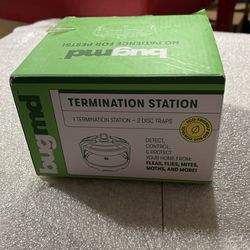 bugmd
NO PATIENCE FOR PESTS!
bugmd
TERMINATION STATION
1 TERMINATION STATION – 2 DISC TRAPS
DETECT,
CONTROL,
& PROTECT
YOUR HOME FROM:
FLEAS, FLIES, MITES,
MOTHS, AND MORE!